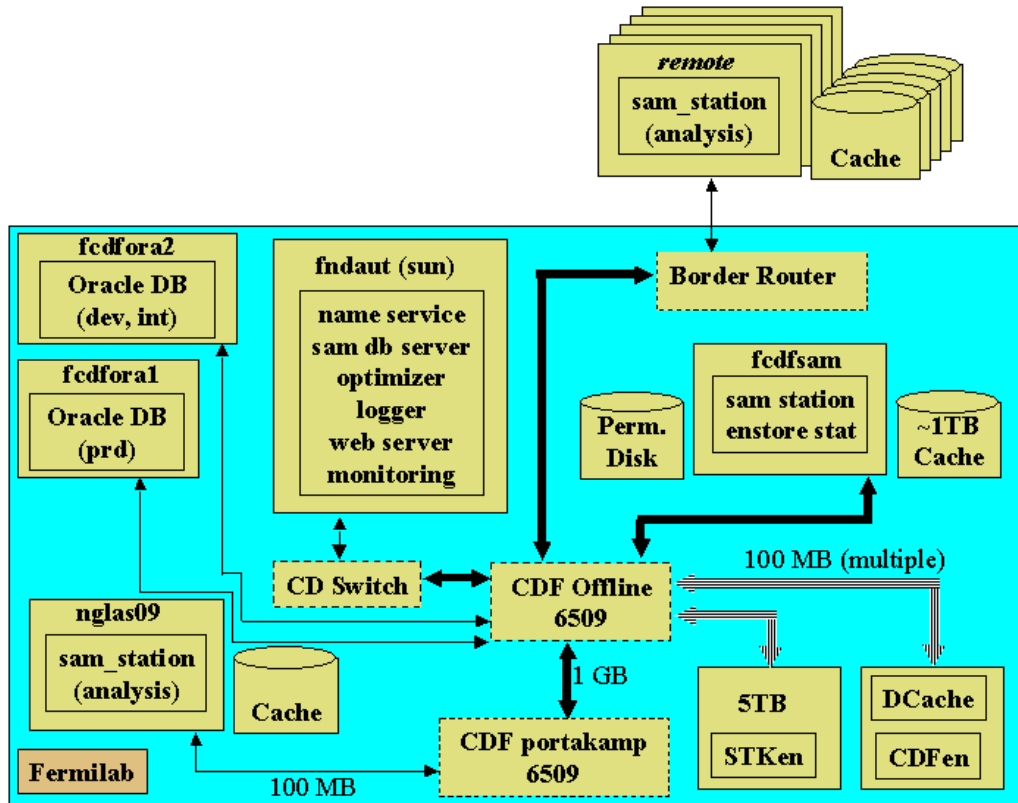 remote
sam_station
(analysis)
Cache
fcdfora2
Oracle DB
(dev, int)
fndaut (sun)
name service
sam db server
optimizer
logger
web server
monitoring
Border Router
fcdfora1
Oracle DB
(prd)
Perm.
Disk
fcdfsam
sam station
enstore stat
~1TB
Cache
CD Switch
CDF Offline
6509
100 MB (multiple)
nglas09
sam_station
(analysis)
Cache
1 GB
CDF portakamp
6509
100 MB
5TB
STKen
DCache
CDFen
Fermilab